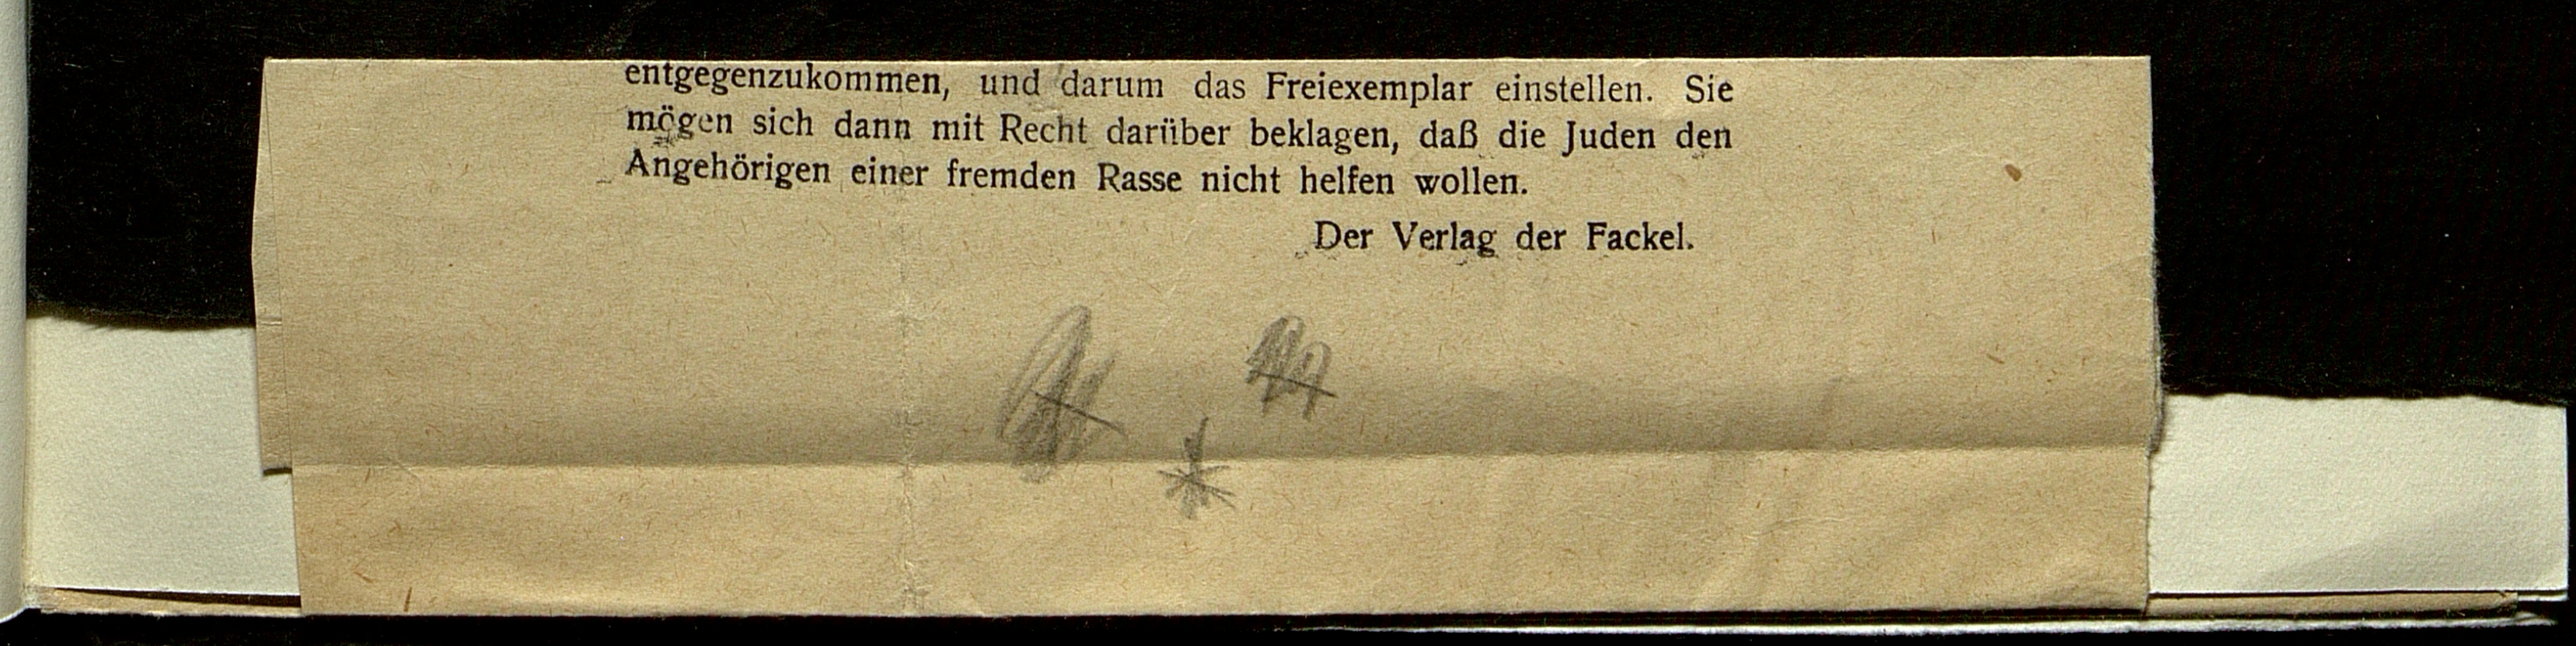 entgegenzukommen, und darum das Freiexemplar einstellen. Sie
mögen sich dann mit Recht darüber beklagen, daß die Juden den
Angehörigen einer fremden Rasse nicht helfen wollen.
Der Verlag der Fackel.